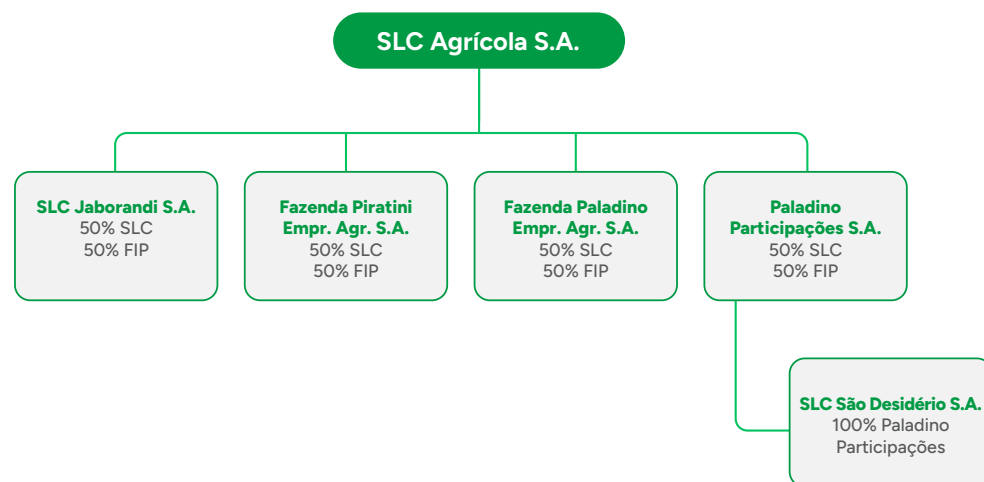 SLC Agrícola S.A.
SLC Jaborandi S.A.
50% SLC
50% FIP
Fazenda Piratini
Empr. Agr. S.A.
50% SLC
50% FIP
Fazenda Paladino
Empr. Agr. S.A.
50% SLC
50% FIP
Paladino
Participações S.A.
50% SLC
50% FIP
SLC São Desidério S.A.
100% Paladino
Participações